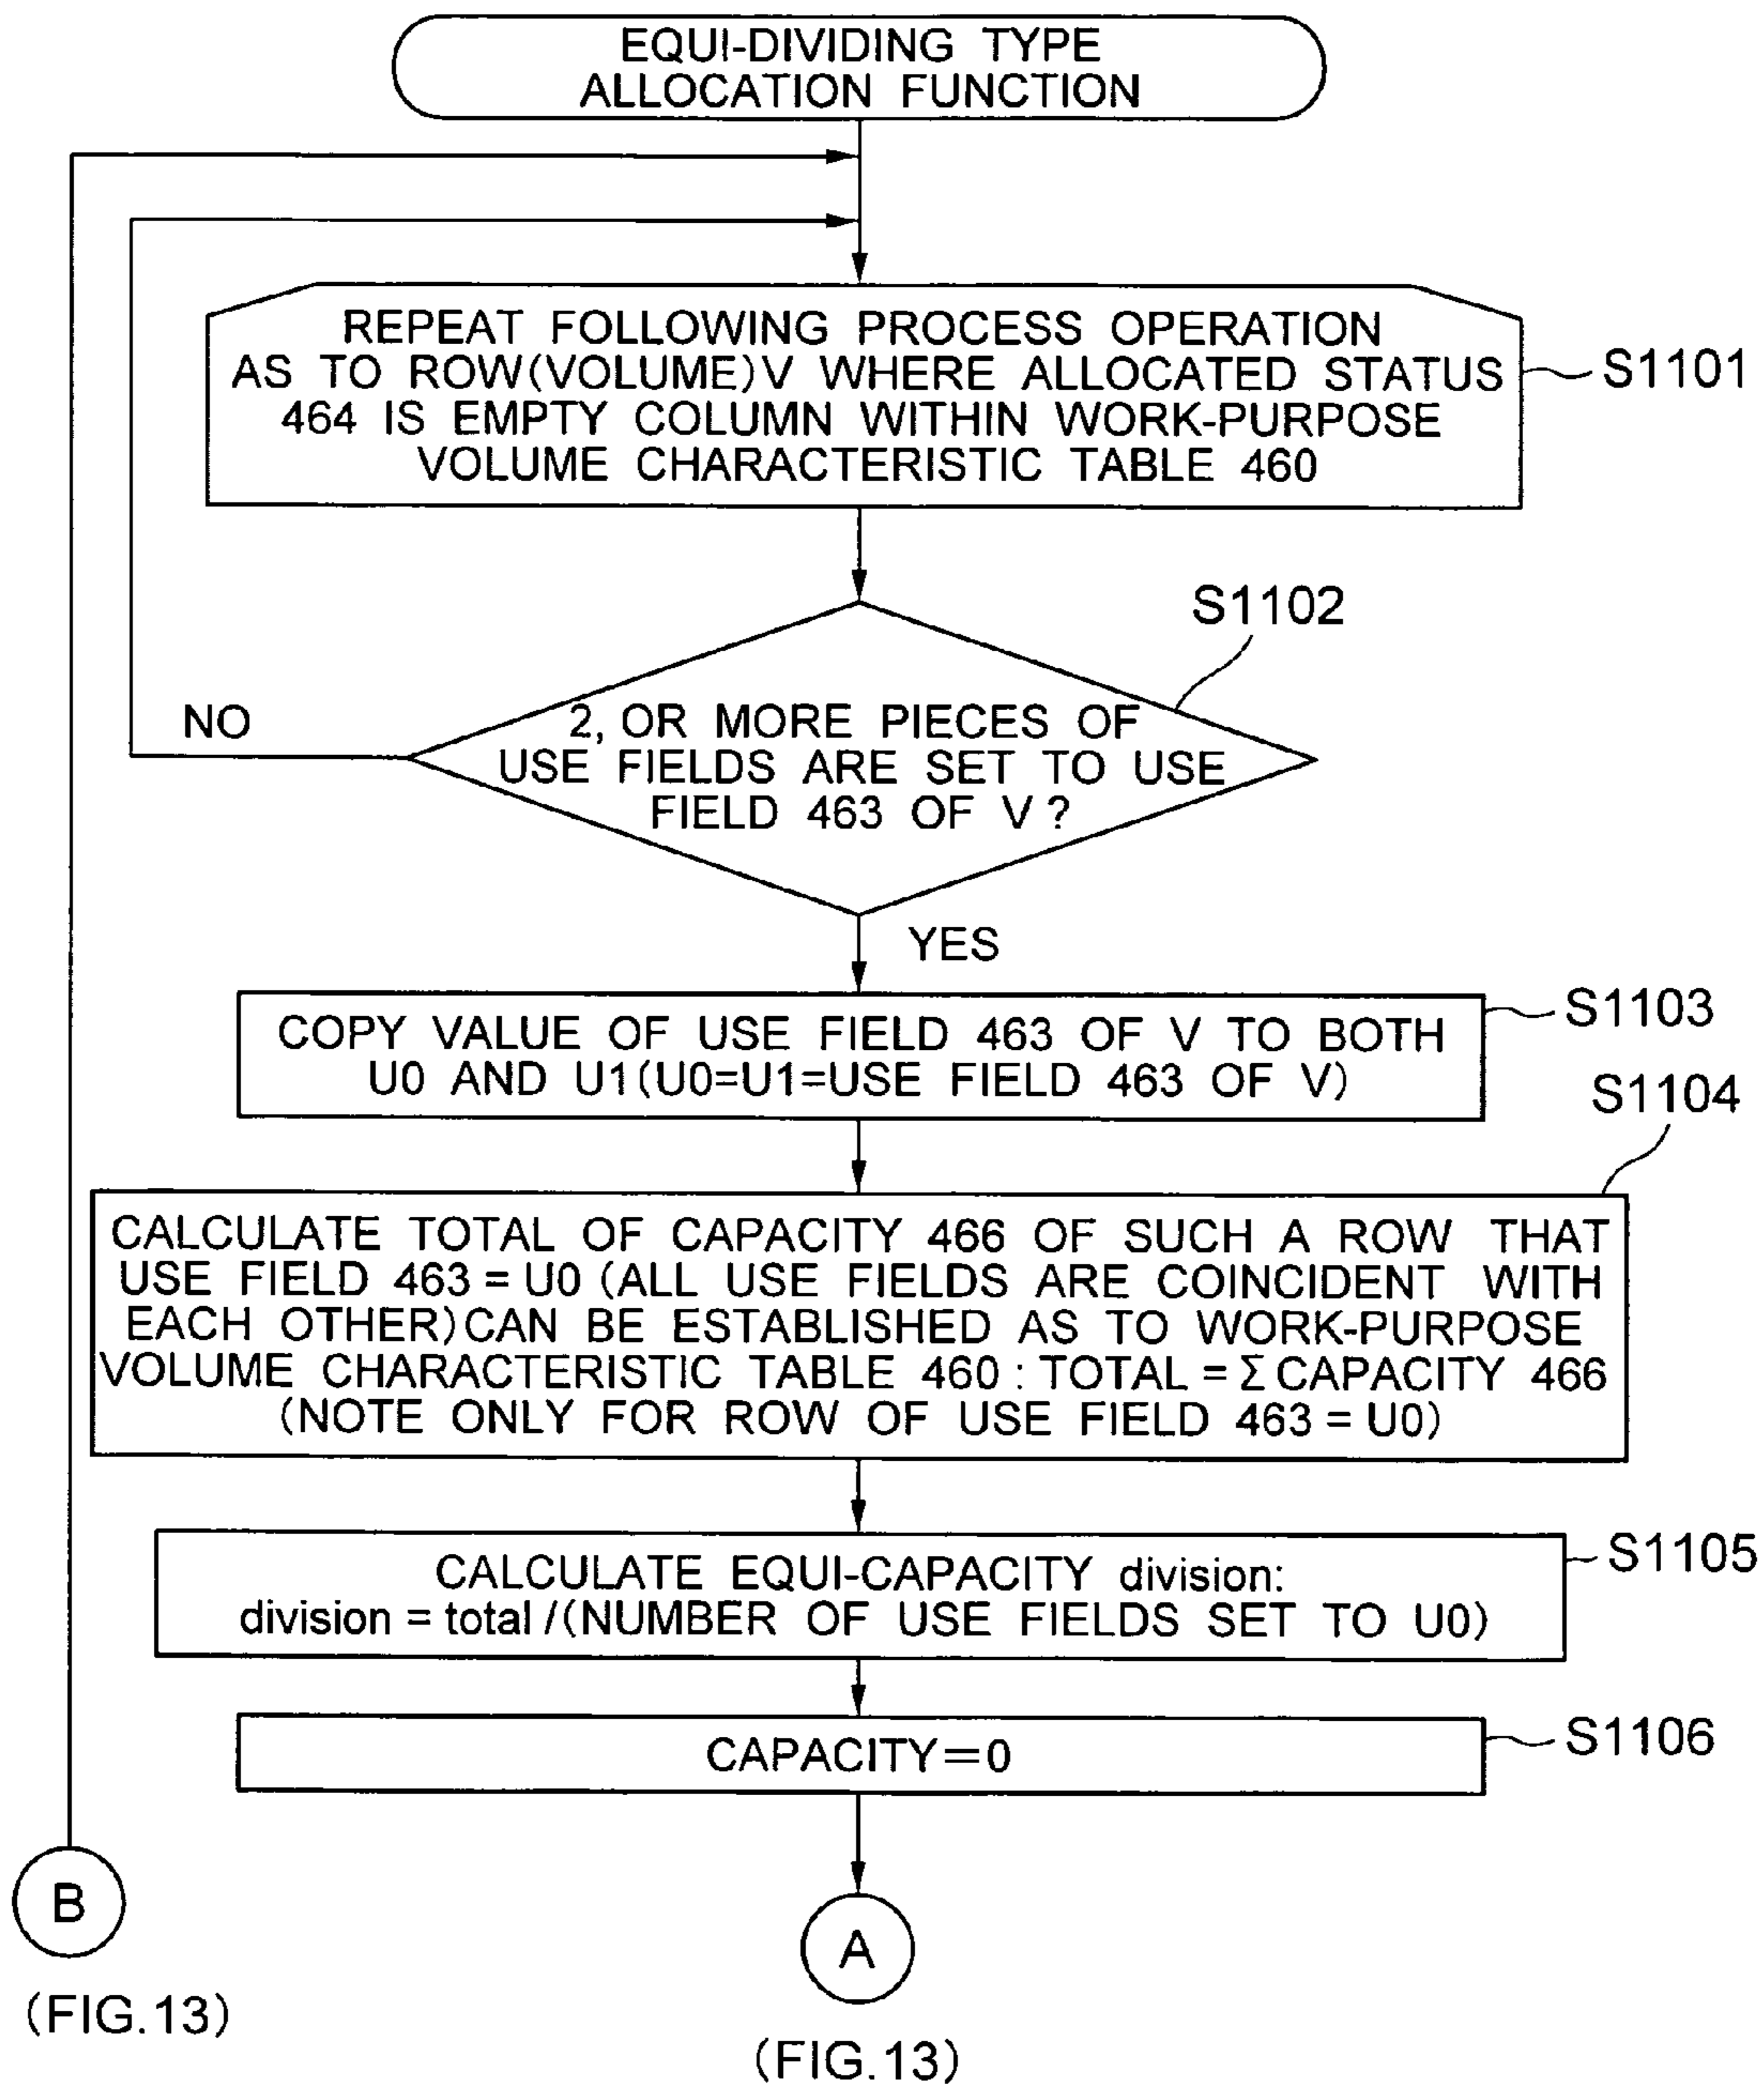 EQUI-DIVIDING TYPE
ALLOCATION FUNCTION
REPEAT FOLLOWING PROCESS OPERATION
AS TO ROW(VOLUME)V WHERE ALLOCATED STATUS
464 IS EMPTY COLUMN WITHIN WORK-PURPOSE
VOLUME CHARACTERISTIC TABLE 460
S1101
S1102
2, OR MORE PIECES OF
USE FIELDS ARE SET TO USE
FIELD 463 OF V?
NO
YES
COPY VALUE OF USE FIELD 463 OF V TO BOTH
U0 AND U1(U0=U1=USE FIELD 463 OF V)
S1103
S1104
CALCULATE TOTAL OF CAPACITY 466 OF SUCH A ROW THAT
USE FIELD 463 = U0 (ALL USE FIELDS ARE COINCIDENT WITH
EACH OTHER)CAN BE ESTABLISHED AS TO WORK-PURPOSE
VOLUME CHARACTERISTIC TABLE 460 : TOTAL = Σ CAPACITY 466
(NOTE ONLY FOR ROW OF USE FIELD 463 = U0)
CALCULATE EQUI-CAPACITY division:
division = total /(NUMBER OF USE FIELDS SET TO U0)
S1105
CAPACITY=0
S1106
B
(FIG.13)
A
(FIG.13)